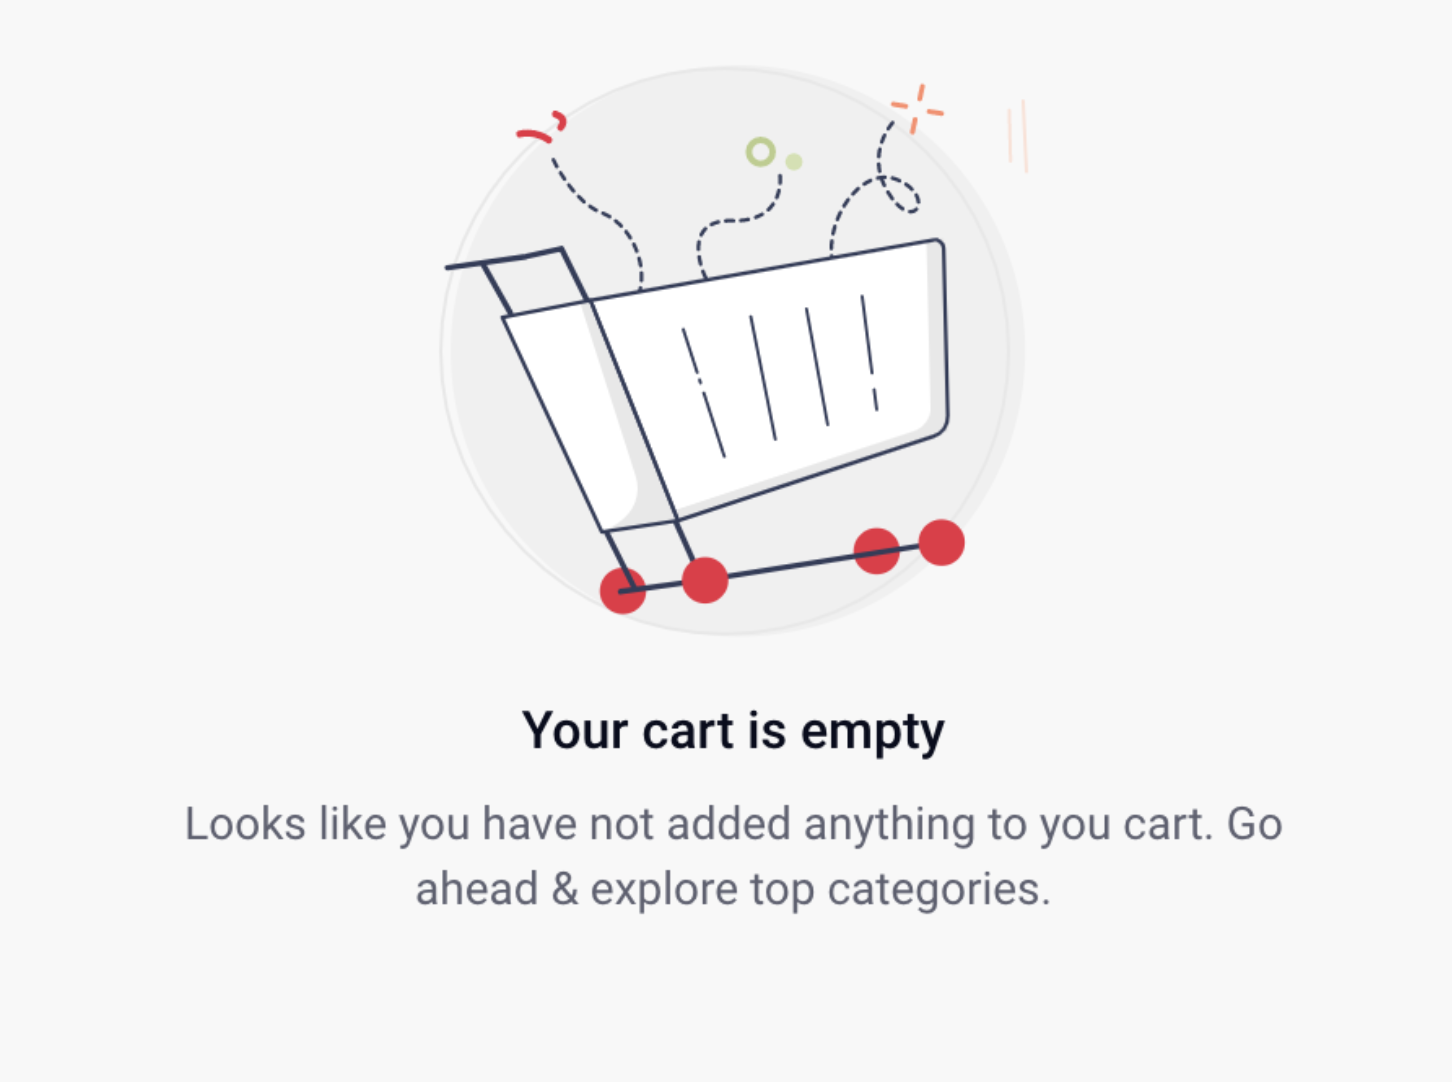 Your cart is empty
Looks like you have not added anything to you cart. Go
ahead & explore top categories.